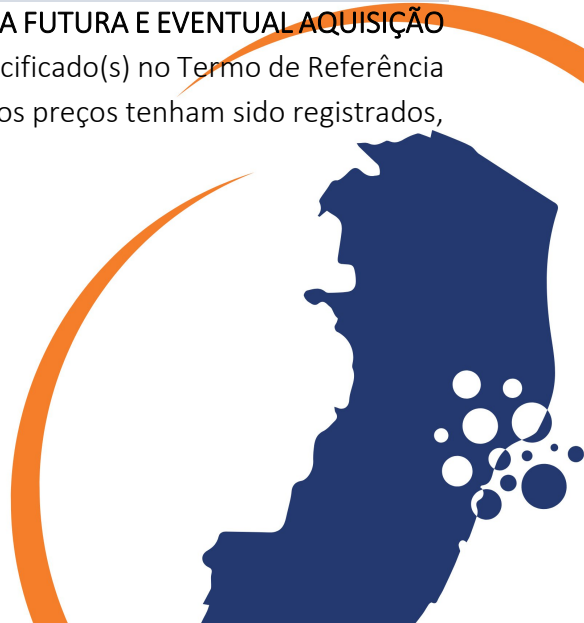 A FUTURA E EVENTUAL AQUISIÇÃO
cificado(s) no Termo de Referência
os preços tenham sido registrados,